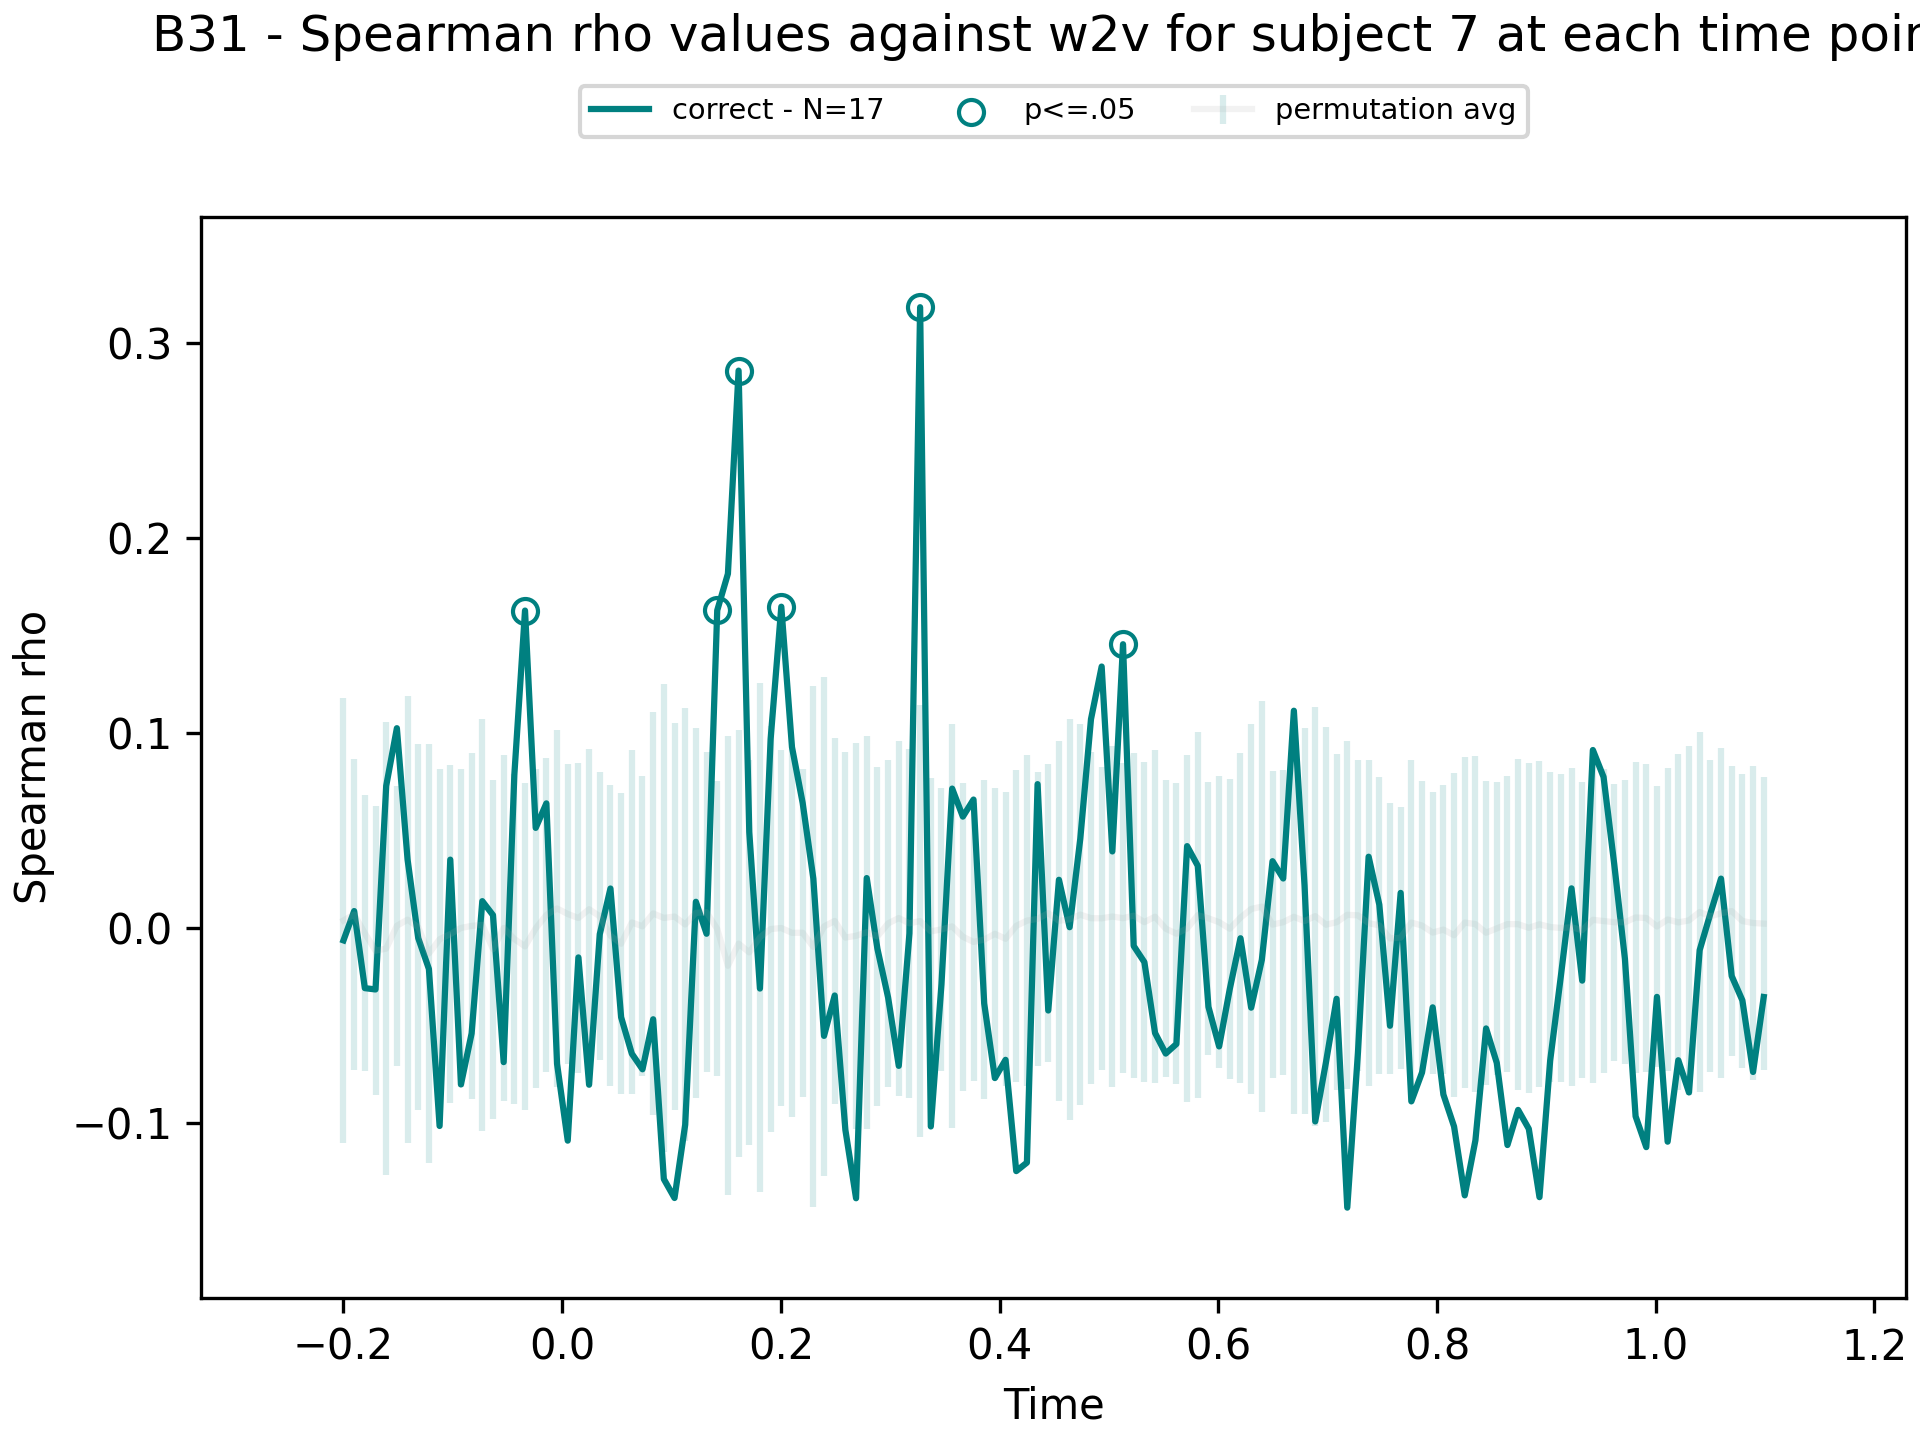 B31 - Spearman rho values against w2v for subject 7 at each time
correct - N=17 p<=.05 permutation avg
Spearman rho
0.3
0.2
0.1
0.0
−0.1
−0.2 0.0 0.2 0.4 0.6 0.8 1.0 1.2
Time